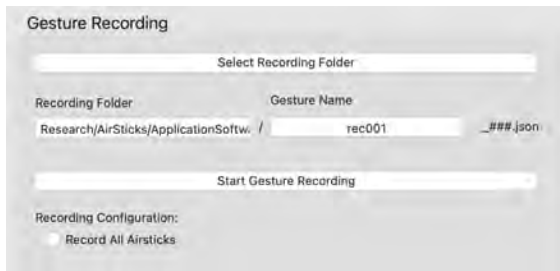 Gesture Recording
Select Recording Folder
Recording Folder Gesture Name
Research/AirSticks/ApplicationSoftw. / rec001 _###.json
Start Gesture Recording
Recording Configuration:
Record All Airsticks